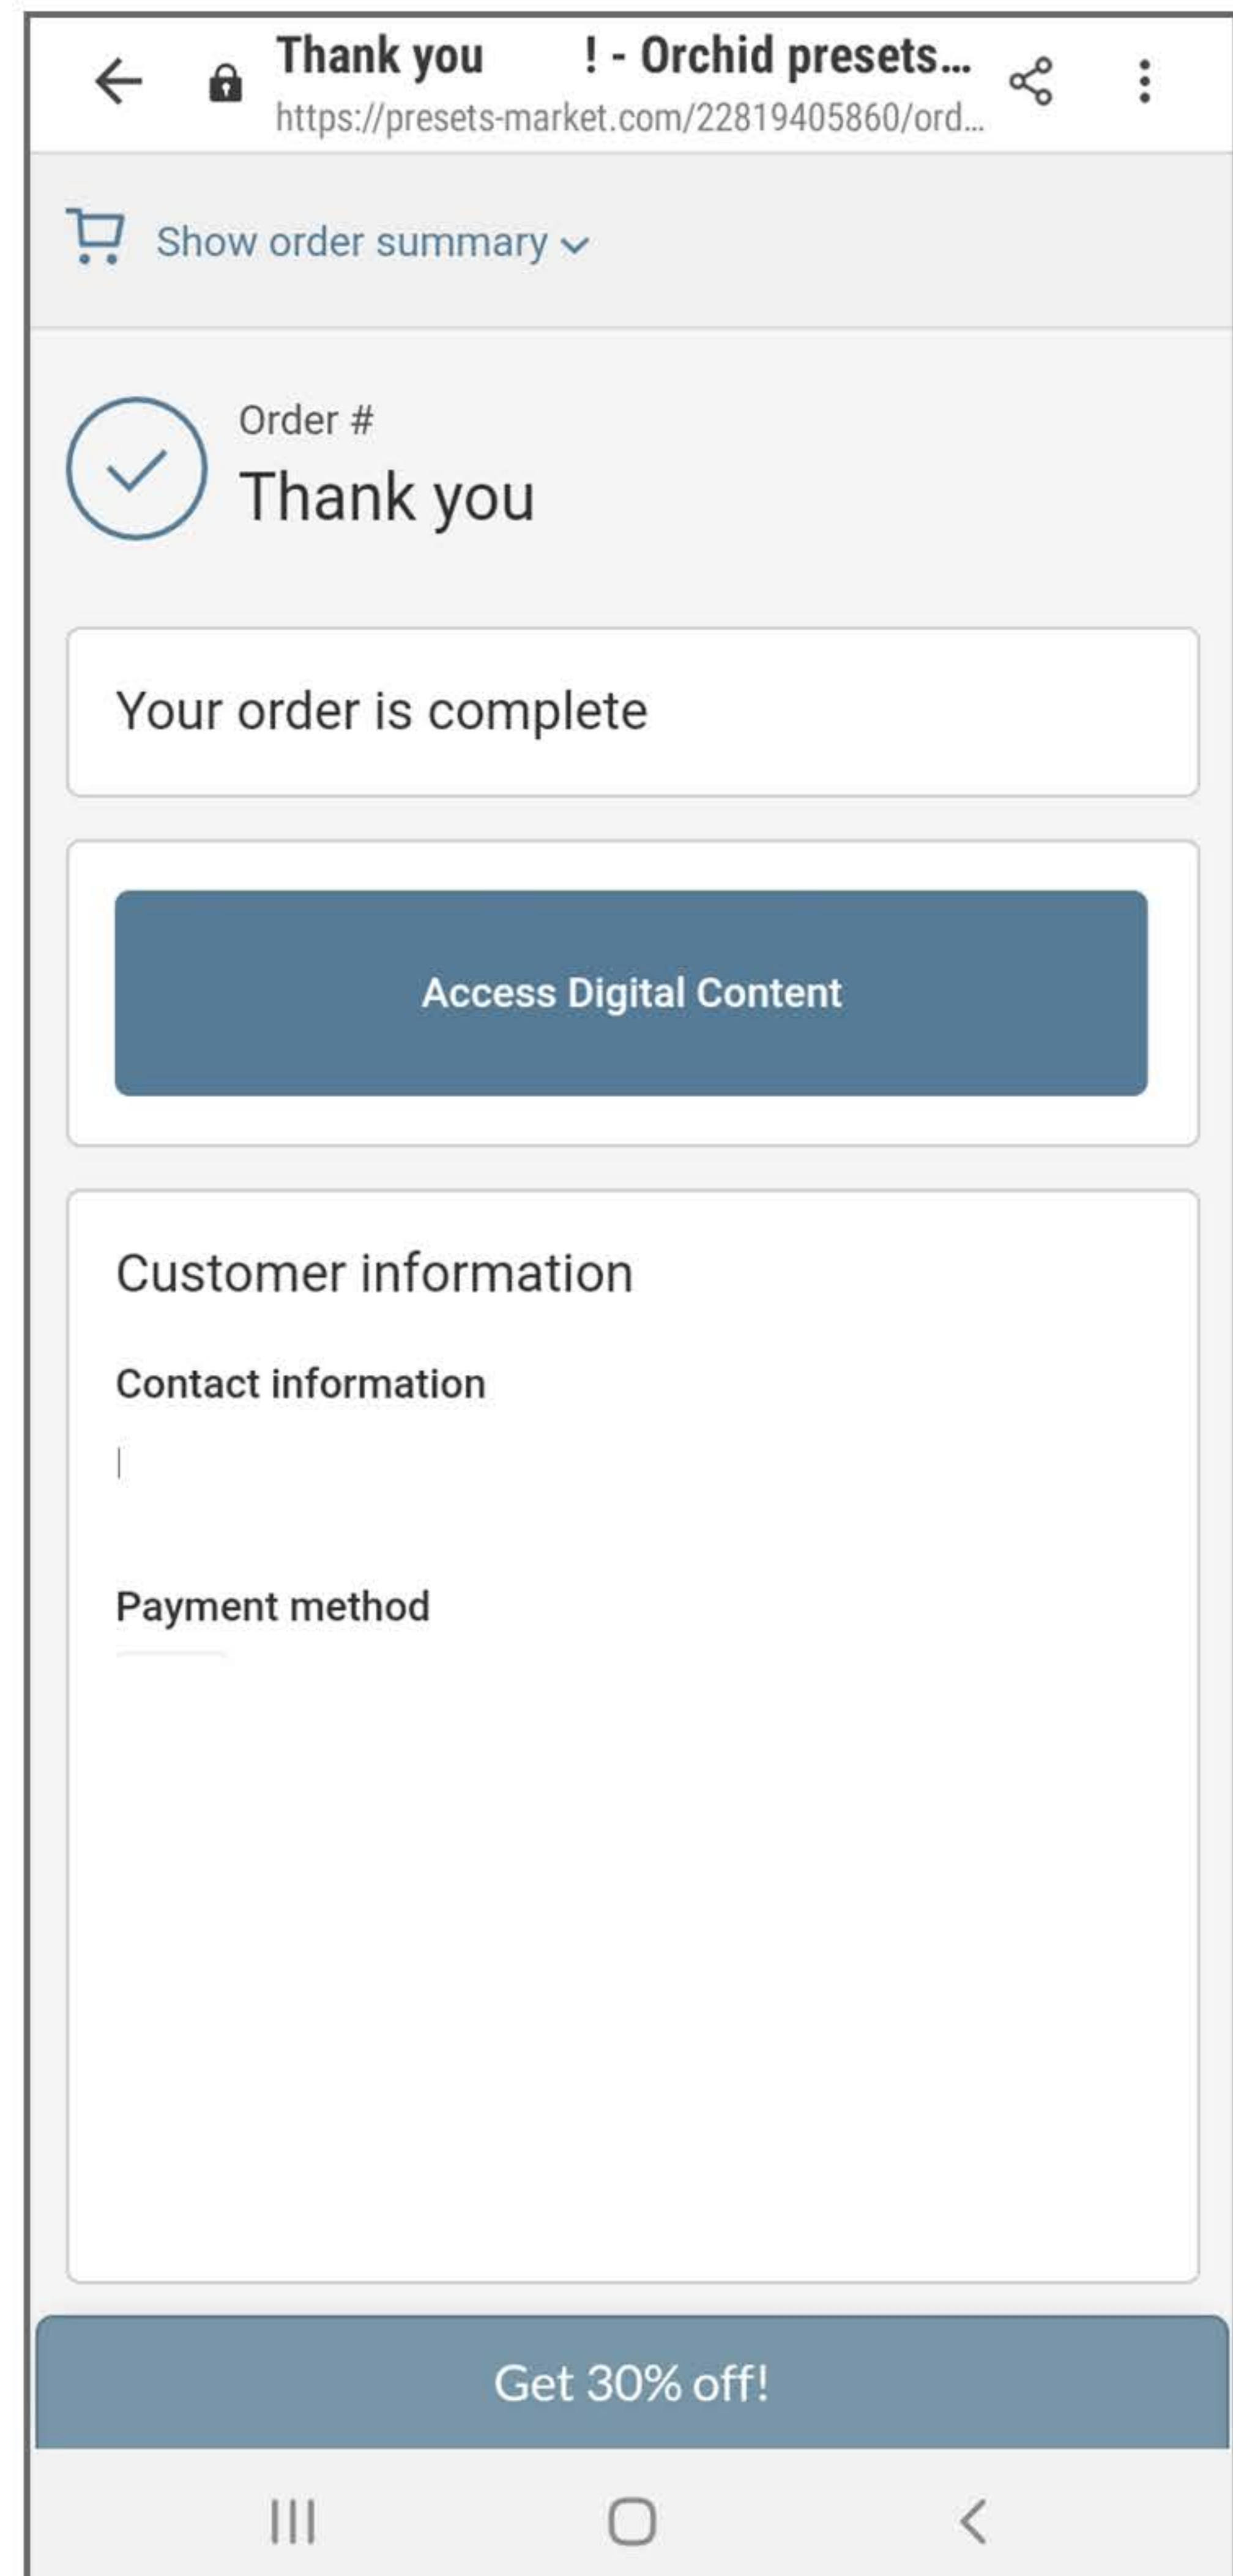 Thank you ! - Orchid presets...
https://presets-market.com/22819405860/ord...
Show order summary
Order #
Thank you
Your order is complete
Access Digital Content
Customer information
Contact information
Payment method
Get 30% off!